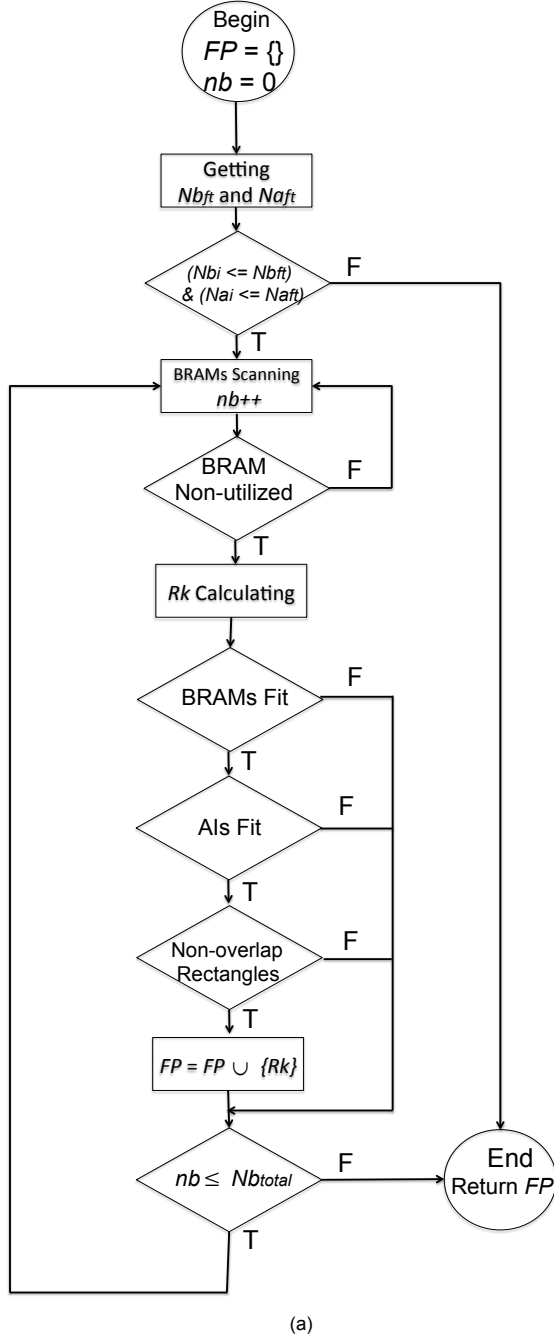 Begin
FP = {}
nb = 0
Getting
Nbft and Naft
(Nbi <= Nbft)
& (Nai <= Naft)
F
T
BRAMs Scanning
nb++
BRAM
Non-utilized
F
T
Rk Calculating
BRAMs Fit
F
T
AIs Fit
F
T
Non-overlap
Rectangles
F
T
FP = FP ∪ {Rk}
nb ≤ Nbtotal
F
T
End
Return FP
(a)